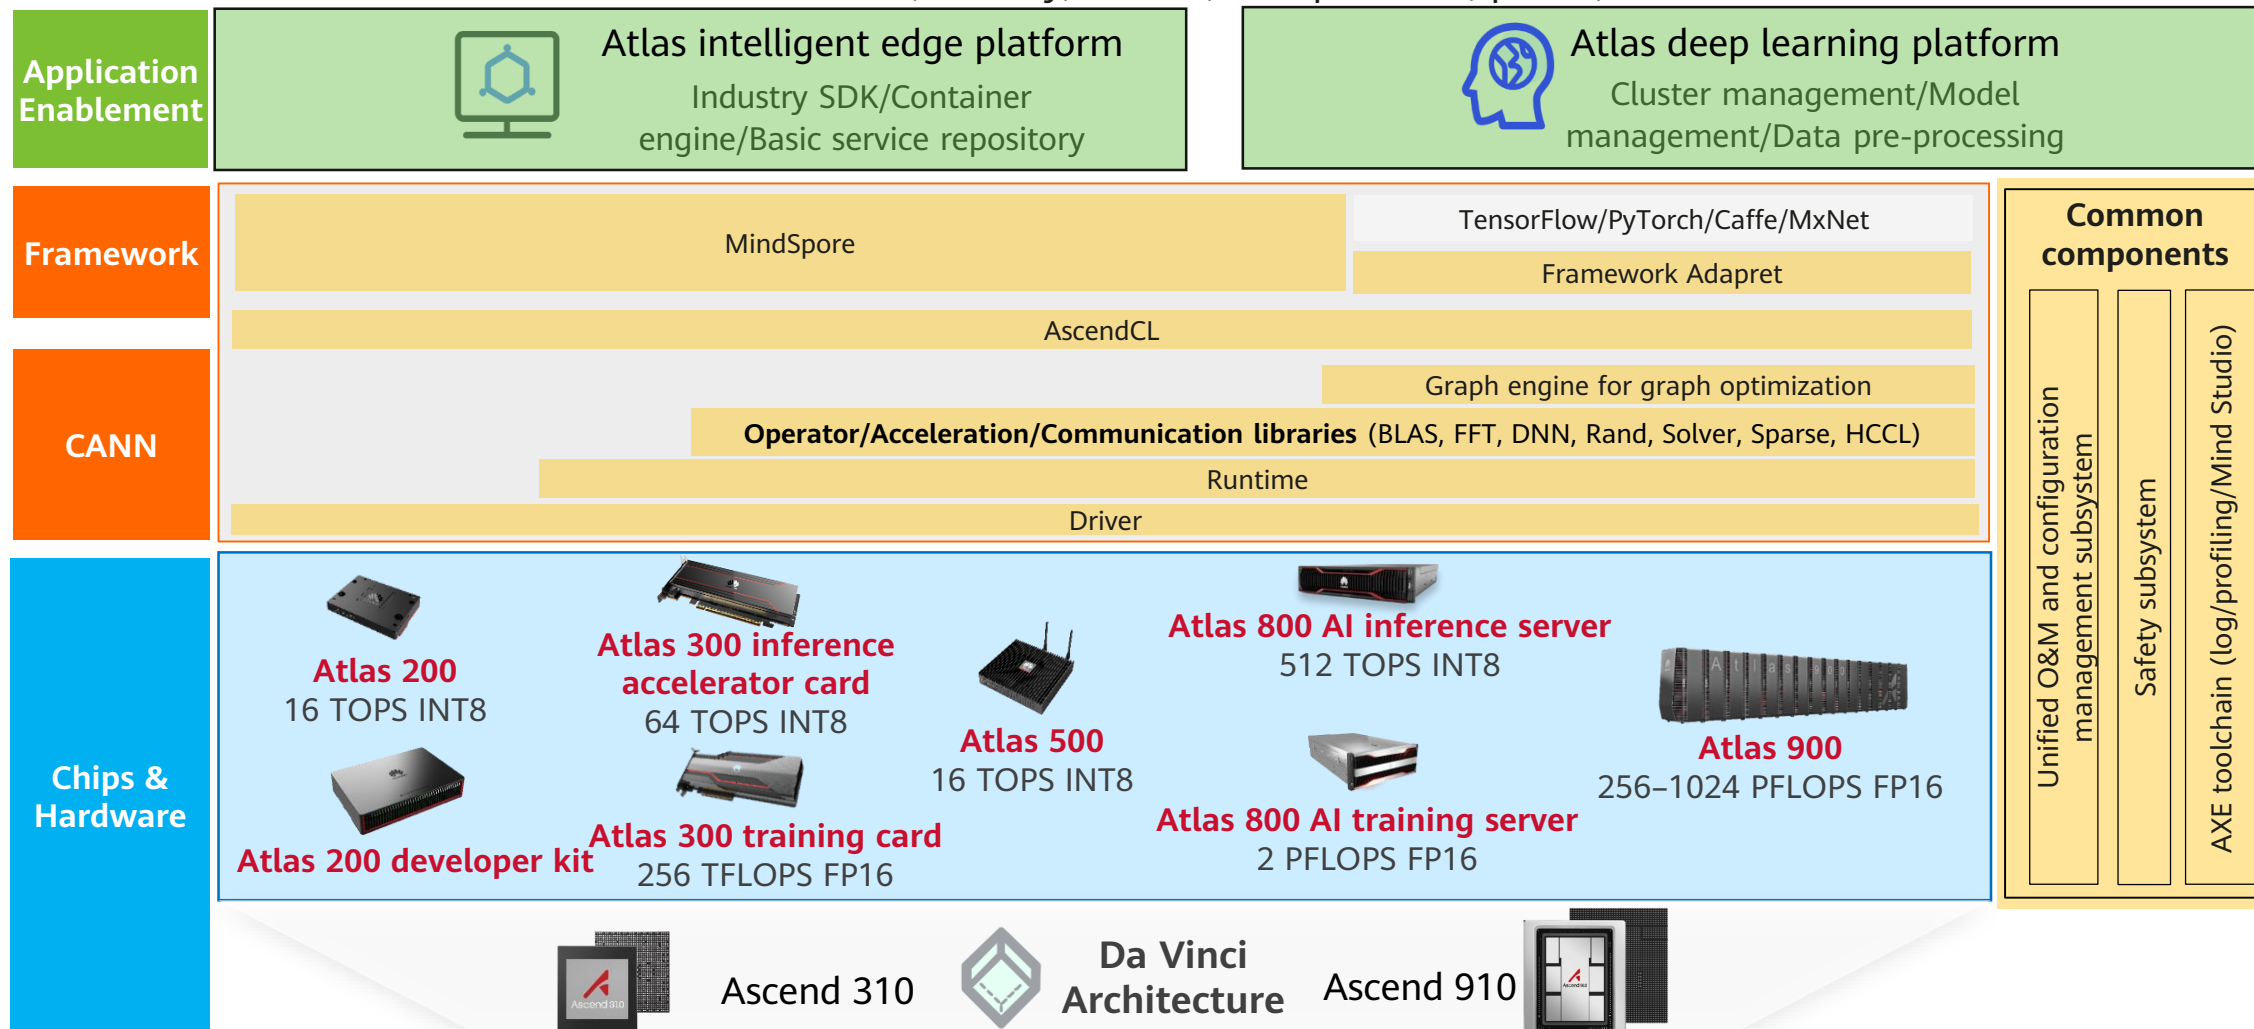 Application
Enablement
Atlas intelligent edge platform
Industry SDK/Container
engine/Basic service repository
Atlas deep learning platform
Cluster management/Model
management/Data pre-processing
Framework
MindSpore
TensorFlow/PyTorch/Caffe/MxNet
Framework Adapret
AscendCL
CANN
Graph engine for graph optimization
Operator/Acceleration/Communication libraries (BLAS, FFT, DNN, Rand, Solver, Sparse, HCCL)
Runtime
Driver
Common
components
Unified O&M and configuration
management subsystem
Safety subsystem
AXE toolchain (log/profiling/Mind Studio)
Chips &
Hardware
Atlas 200
16 TOPS INT8
Atlas 300 inference
accelerator card
64 TOPS INT8
Atlas 500
16 TOPS INT8
Atlas 800 AI inference server
512 TOPS INT8
Atlas 900
256–1024 PFLOPS FP16
Atlas 200 developer kit
Atlas 300 training card
256 TFLOPS FP16
Atlas 800 AI training server
2 PFLOPS FP16
Atlas 900
Ascend 310
Ascend 310
Da Vinci
Architecture
Ascend 910
Ascend 910